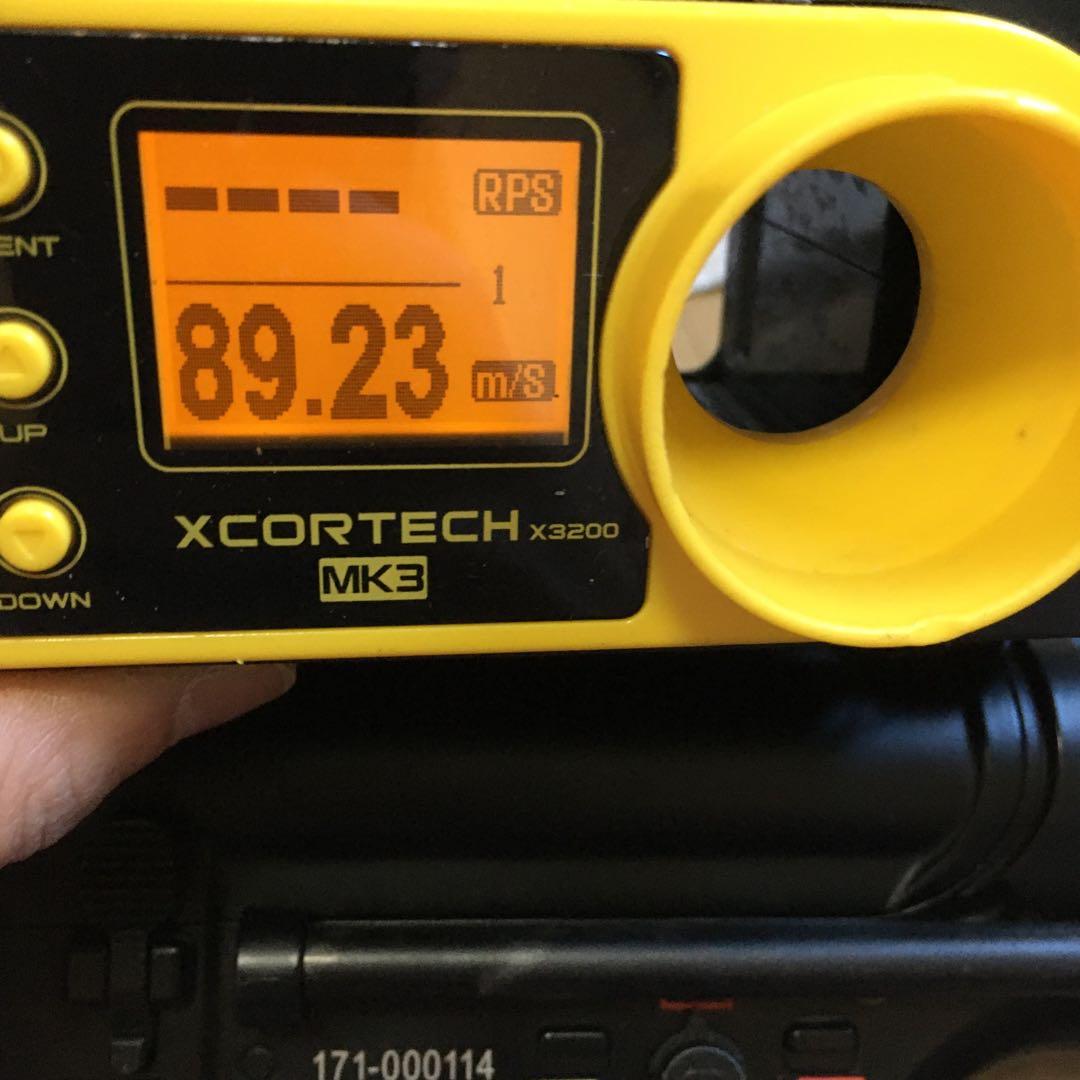 ---- RPS
1
89.23 m/s
ENT
UP
DOWN
XCORTECH X3200
MK3
171-000114